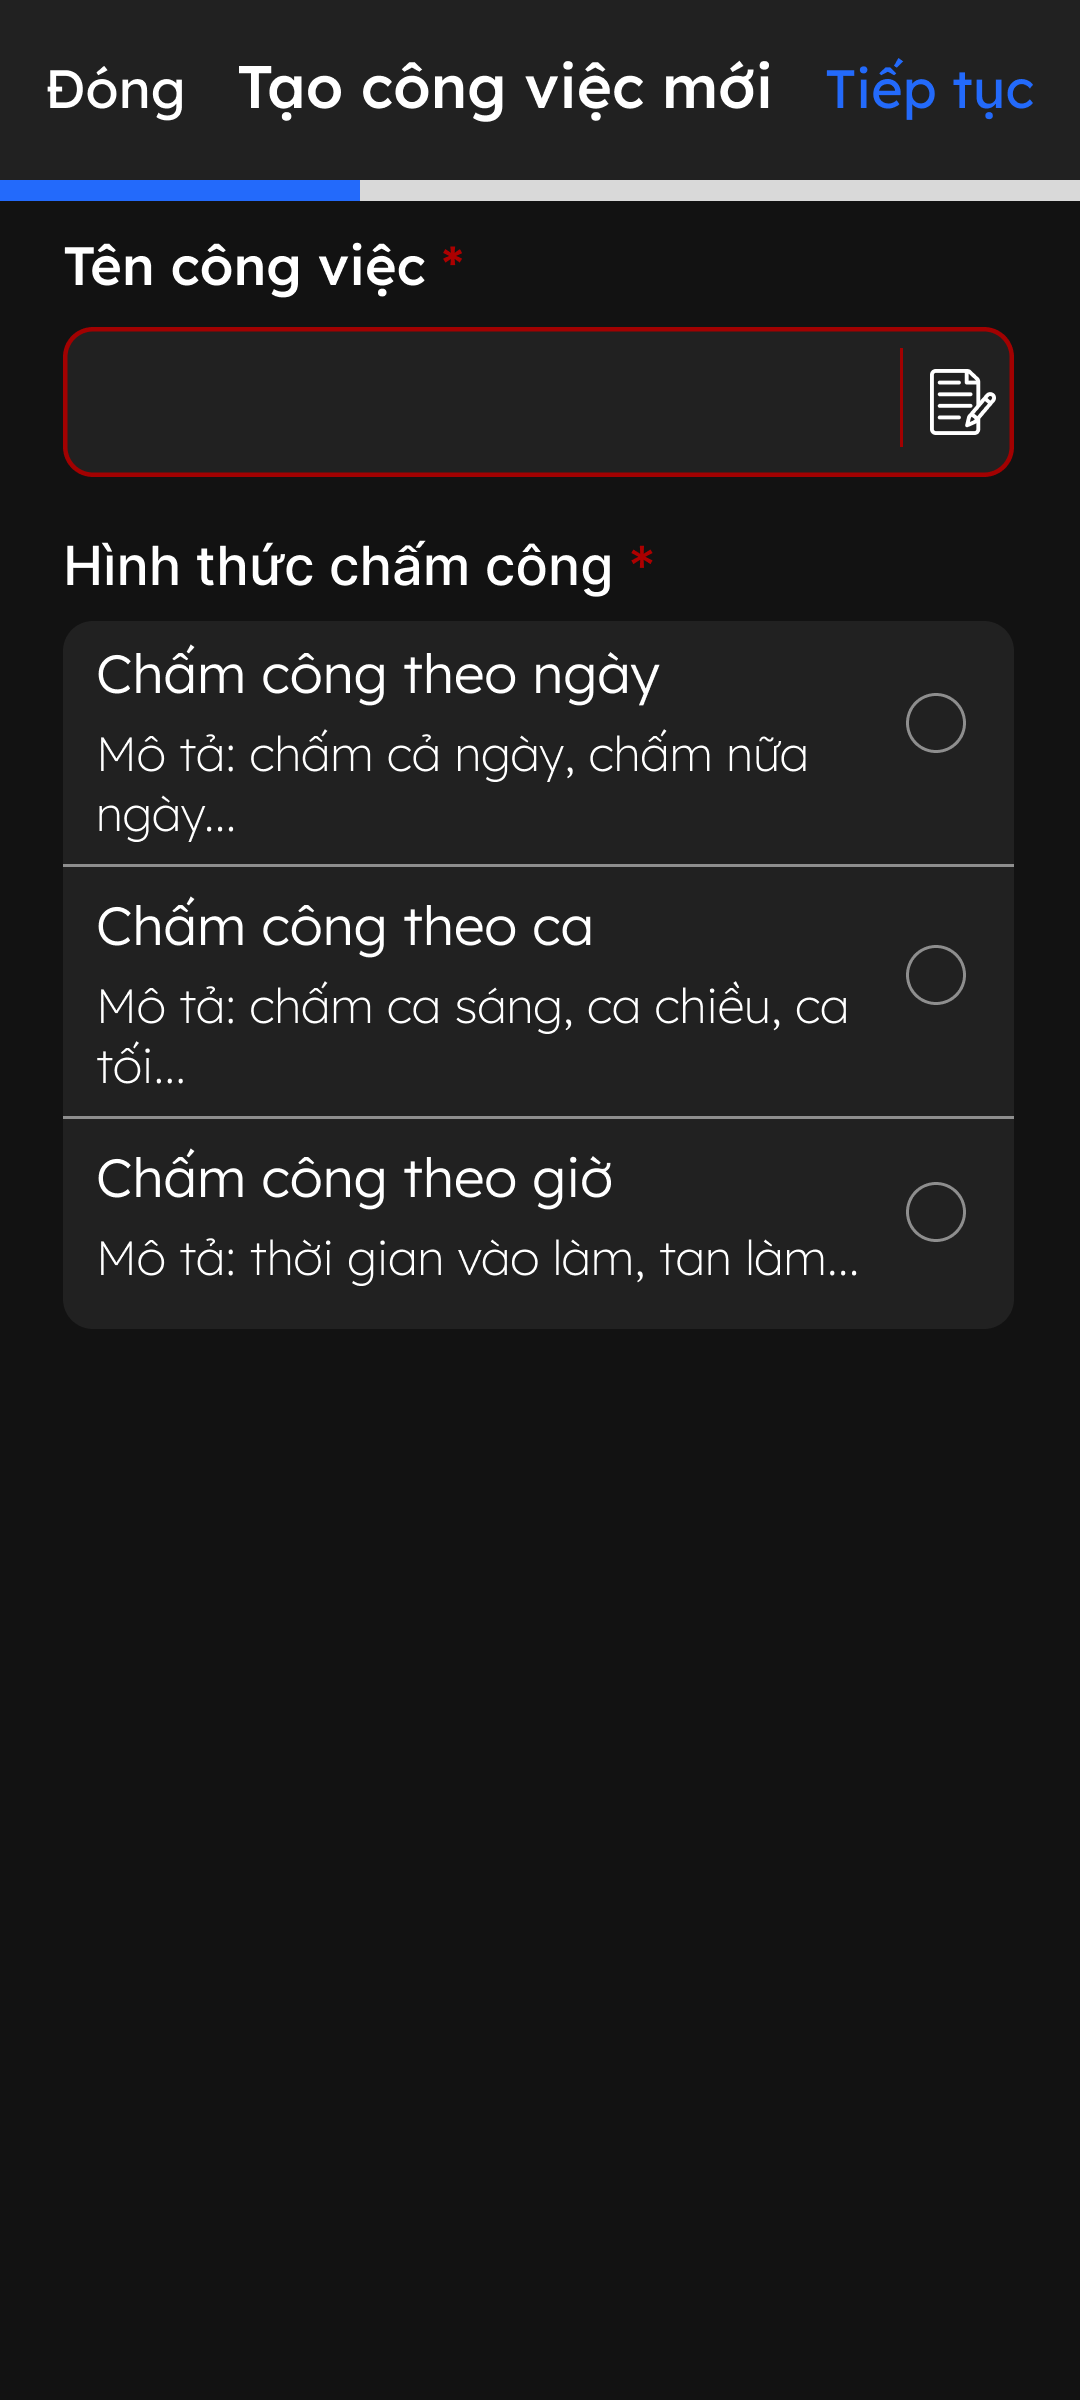 Đóng Tạo công việc mới Tiếp tục
Tên công việc *
Hình thức chấm công *
Chấm công theo ngày
Mô tả: chấm cả ngày, chấm nữa
ngày...
Chấm công theo ca
Mô tả: chấm ca sáng, ca chiều, ca
tối...
Chấm công theo giờ
Mô tả: thời gian vào làm, tan làm...